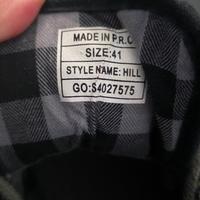 MADE IN P.R.C
SIZE:41
STYLE NAME: HILL
GO:S4027575